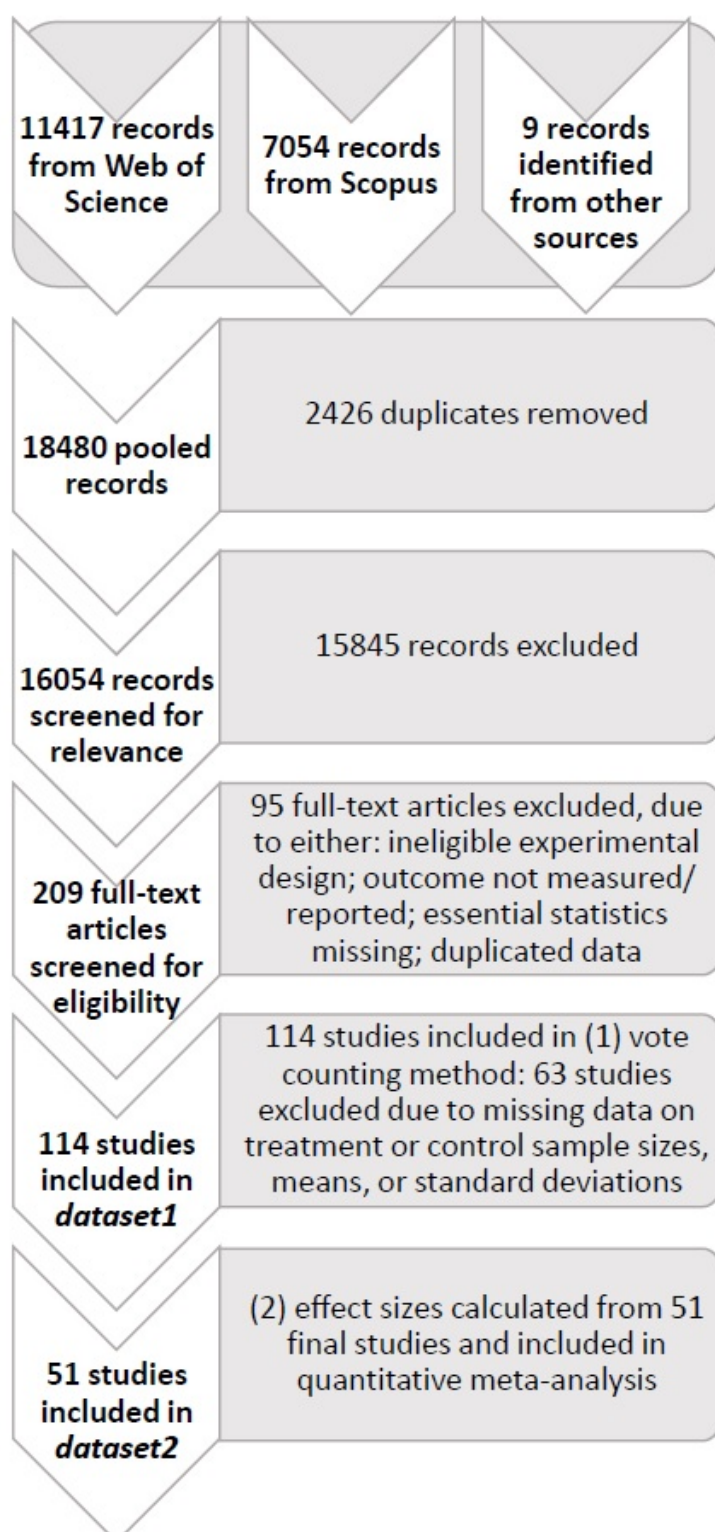 11417 records
from Web of
Science
7054 records
from Scopus
9 records
identified
from other
sources
18480 pooled
records
2426 duplicates removed
16054 records
screened for
relevance
15845 records excluded
209 full-text
articles
screened for
eligibility
95 full-text articles excluded, due
to either: ineligible experimental
design; outcome not measured/
reported; essential statistics
missing; duplicated data
114 studies
included in
dataset1
114 studies included in (1) vote
counting method: 63 studies
excluded due to missing data on
treatment or control sample sizes,
means, or standard deviations
51 studies
included in
dataset2
(2) effect sizes calculated from 51
final studies and included in
quantitative meta-analysis